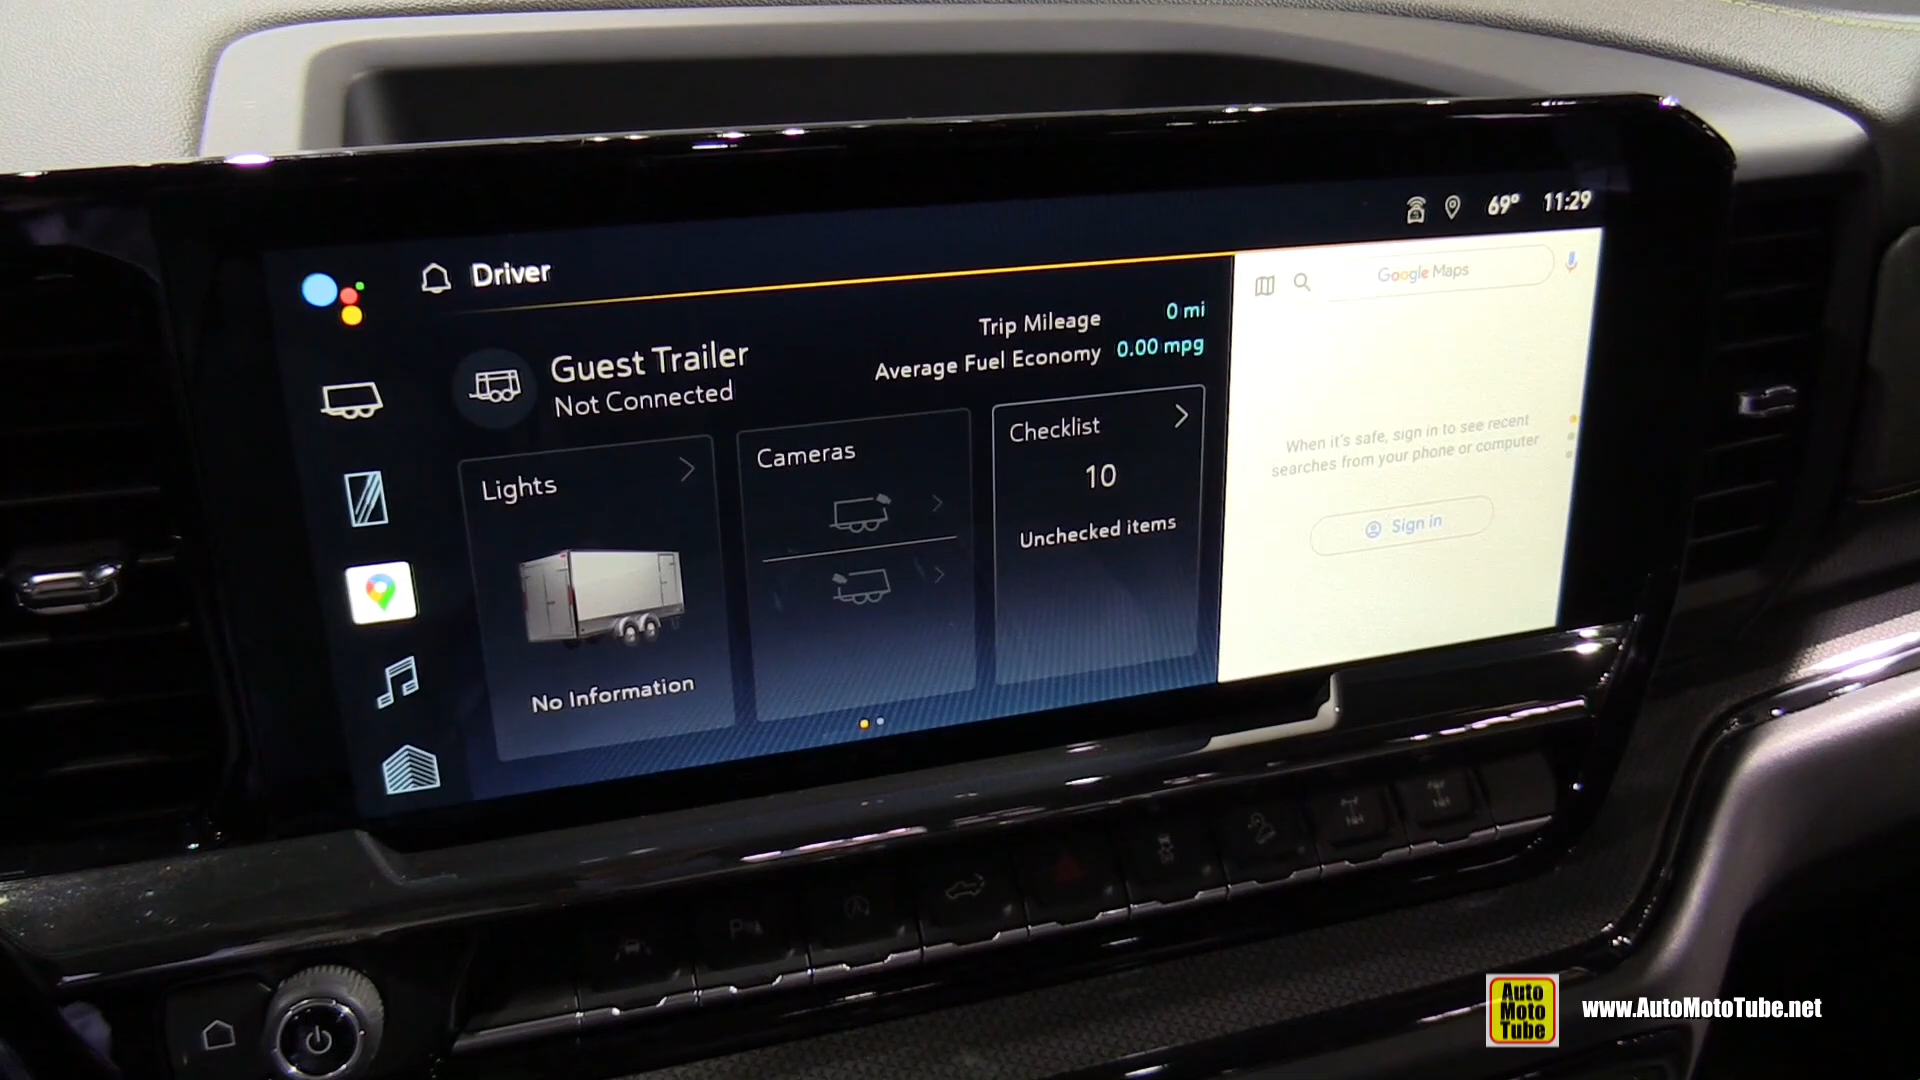 69° 11:29
Driver
Google Maps
Guest Trailer
Not Connected
Trip Mileage 0 mi
Average Fuel Economy 0.00 mpg
Lights
No Information
Cameras
Checklist
10
Unchecked items
When it's safe, sign in to see recent
searches from your phone or computer
Sign in
Auto
Moto
Tube
www.AutoMotoTube.net